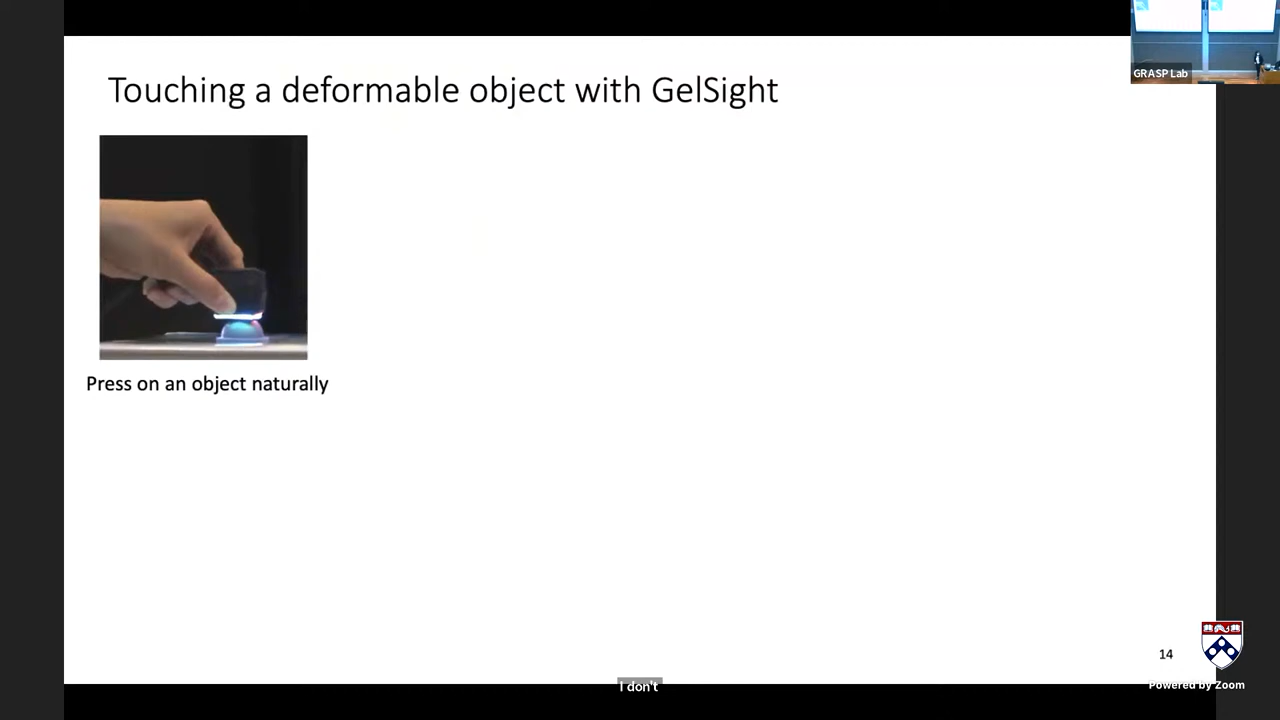 GRASP Lab
Touching a deformable object with GelSight
Press on an object naturally
14
Powered by Zoom
I don't